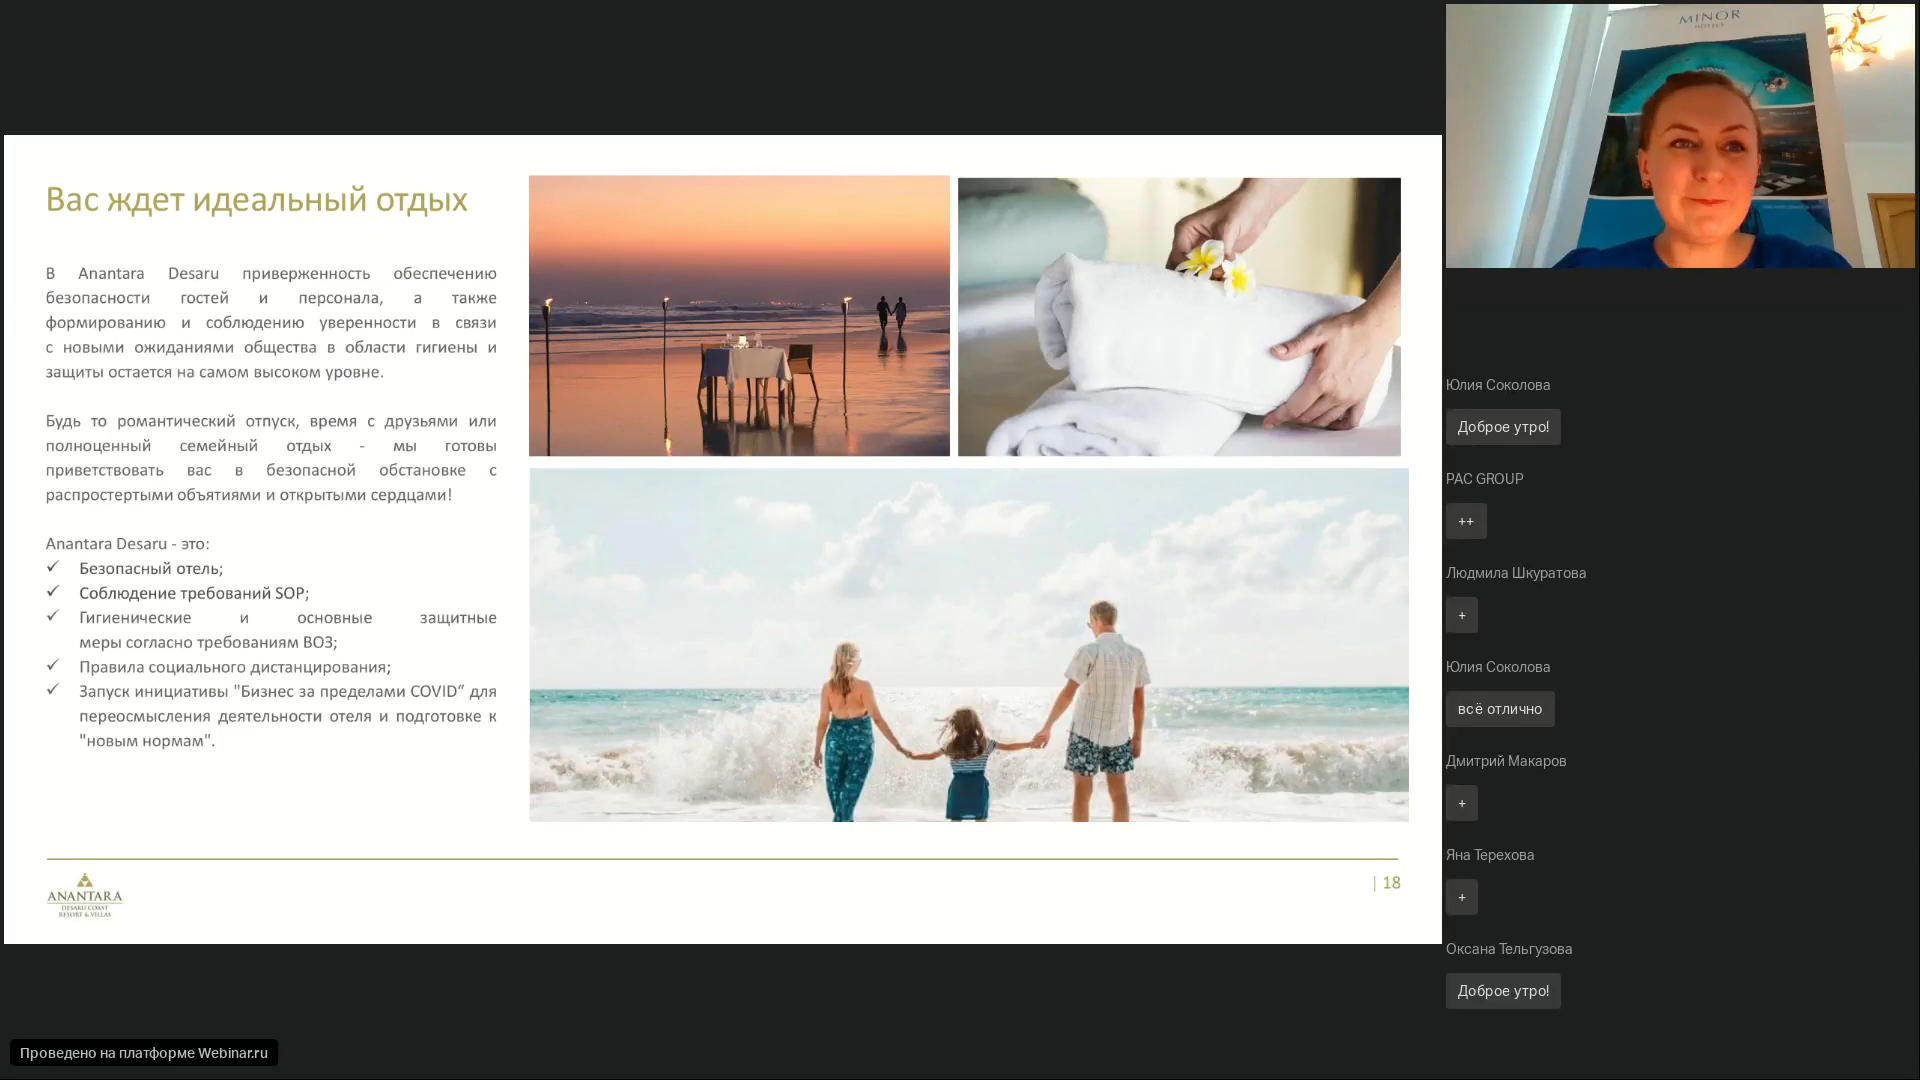 Вас ждет идеальный отдых
В Anantara Desaru приверженность обеспечению
безопасности гостей и персонала, а также
формированию и соблюдению уверенности в связи
с новыми ожиданиями общества в области гигиены и
защиты остается на самом высоком уровне.
Будь то романтический отпуск, время с друзьями или
полноценный семейный отдых - мы готовы
приветствовать вас в безопасной обстановке с
распростертыми объятиями и открытыми сердцами!
Anantara Desaru - это:
✓ Безопасный отель;
✓ Соблюдение требований SOP;
✓ Гигиенические и основные защитные
меры согласно требованиям ВОЗ;
✓ Правила социального дистанцирования;
✓ Запуск инициативы "Бизнес за пределами COVID“ для
переосмысления деятельности отеля и подготовке к
"новым нормам".
ANANTARA
DESARU COAST
RESORT & VILLAS
| 18
MINOR
HOTELS
Юлия Соколова
Доброе утро!
PAC GROUP
++
Людмила Шкуратова
+
Юлия Соколова
всё отлично
Дмитрий Макаров
+
Яна Терехова
+
Оксана Тельгузова
Доброе утро!
Проведено на платформе Webinar.ru